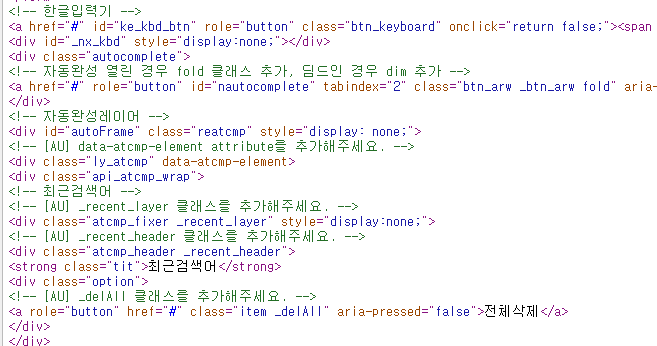 <!-- 한글입력기 -->
<a href="#" id="ke_kbd_btn" role="button" class="btn_keyboard" onclick="return false;"><span
<div id="_nx_kbd" style="display:none;"></div>
<div class="autocomplete">
<!-- 자동완성 열린 경우 fold 클래스 추가, 딤드인 경우 dim 추가 -->
<a href="#" role="button" id="nautocomplete" tabindex="2" class="btn_arw _btn_arw fold" aria-
</div>
<!-- 자동완성레이어 -->
<div id="autoFrame" class="reatcmp" style="display: none;">
<!-- [AU] data-atcmp-element attribute를 추가해주세요. -->
<div class="ly_atcmp" data-atcmp-element>
<div class="api_atcmp_wrap">
<!-- 최근검색어 -->
<!-- [AU] _recent_layer 클래스를 추가해주세요. -->
<div class="atcmp_fixer _recent_layer" style="display:none;">
<!-- [AU] _recent_header 클래스를 추가해주세요. -->
<div class="atcmp_header _recent_header">
<strong class="tit">최근검색어</strong>
<div class="option">
<!-- [AU] _delAll 클래스를 추가해주세요. -->
<a role="button" href="#" class="item _delAll" aria-pressed="false">전체삭제</a>
</div>
</div>